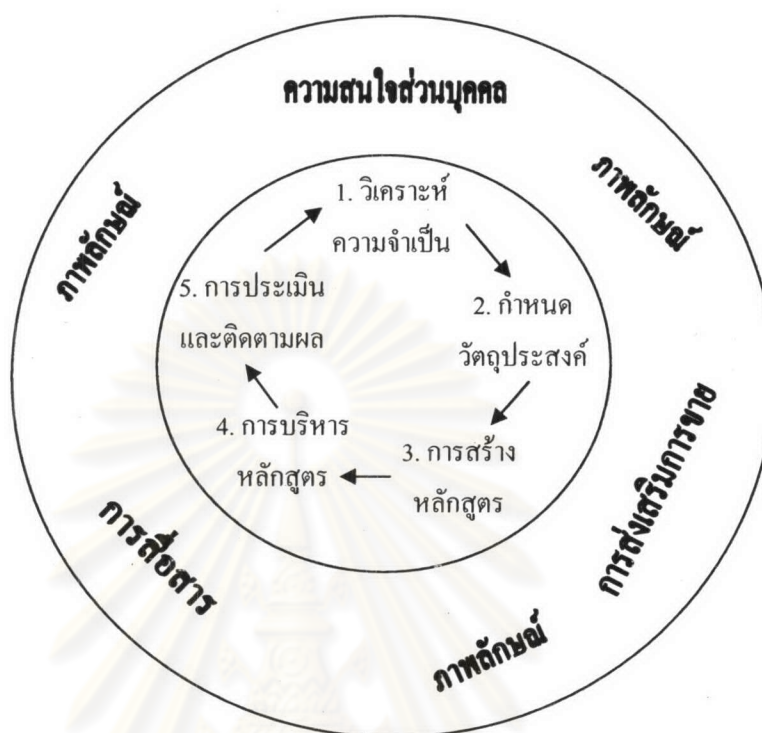 ความสนใจส่วนบุคคล
ภาพลักษณ์
ภาพลักษณ์
1. วิเคราะห์
ความจำเป็น
5. การประเมิน
และติดตามผล
2. กำหนด
วัตถุประสงค์
4. การบริหาร
หลักสูตร
3. การสร้าง
หลักสูตร
การส่งเสริมการขาย
การสื่อสาร
ภาพลักษณ์